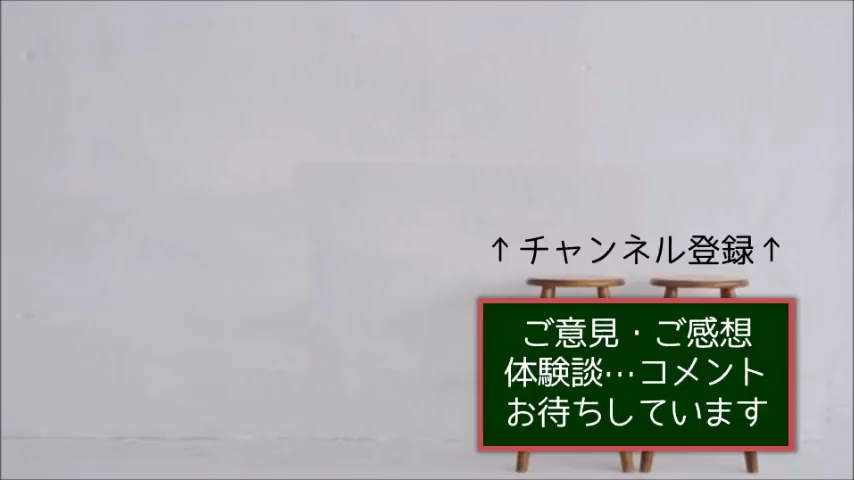 ↑チャンネル登録↑
ご意見・ご感想
体験談…コメント
お待ちしています